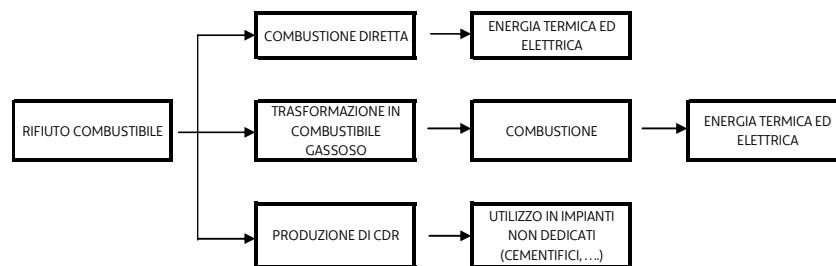 COMBUSTIONE DIRETTA
ENERGIA TERMICA ED
ELETTRICA
RIFIUTO COMBUSTIBILE
TRASFORMAZIONE IN
COMBUSTIBILE
GASSOSO
COMBUSTIONE
ENERGIA TERMICA ED
ELETTRICA
PRODUZIONE DI CDR
UTILIZZO IN IMPIANTI
NON DEDICATI
(CEMENTIFICI, ....)